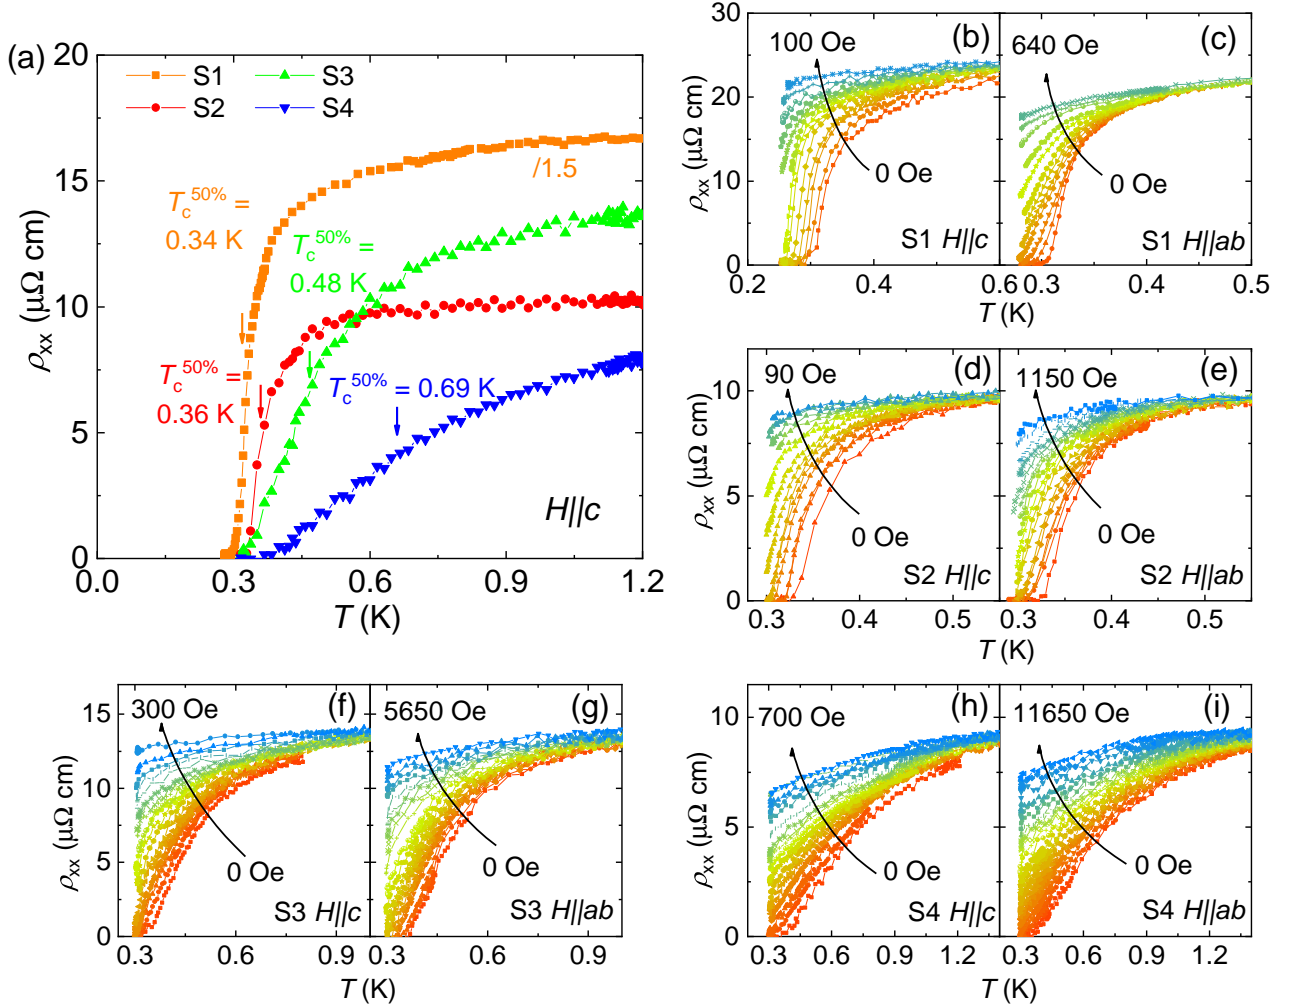 (a)
20
15
10
5
0
ρxx (μΩ cm)
S1
S3
S2
S4
/1.5
Tc50% =
0.34 K
Tc50% =
0.48 K
Tc50% =
0.36 K
Tc50% = 0.69 K
H||c
0.0 0.3 0.6 0.9 1.2
T (K)
(b)
100 Oe
0 Oe
S1 H||c
30
20
10
0
ρxx (μΩ cm)
0.2 0.4 0.6
T (K)
(c)
640 Oe
0 Oe
S1 H||ab
0.3 0.4 0.5
T (K)
(d)
90 Oe
0 Oe
S2 H||c
10
5
0
ρxx (μΩ cm)
0.3 0.4 0.5
T (K)
(e)
1150 Oe
0 Oe
S2 H||ab
0.3 0.4 0.5
T (K)
(f)
300 Oe
0 Oe
S3 H||c
15
10
5
0
ρxx (μΩ cm)
0.3 0.6 0.9
T (K)
(g)
5650 Oe
0 Oe
S3 H||ab
0.3 0.6 0.9
T (K)
(h)
700 Oe
0 Oe
S4 H||c
10
5
0
ρxx (μΩ cm)
0.3 0.6 0.9 1.2
T (K)
(i)
11650 Oe
0 Oe
S4 H||ab
0.3 0.6 0.9 1.2
T (K)